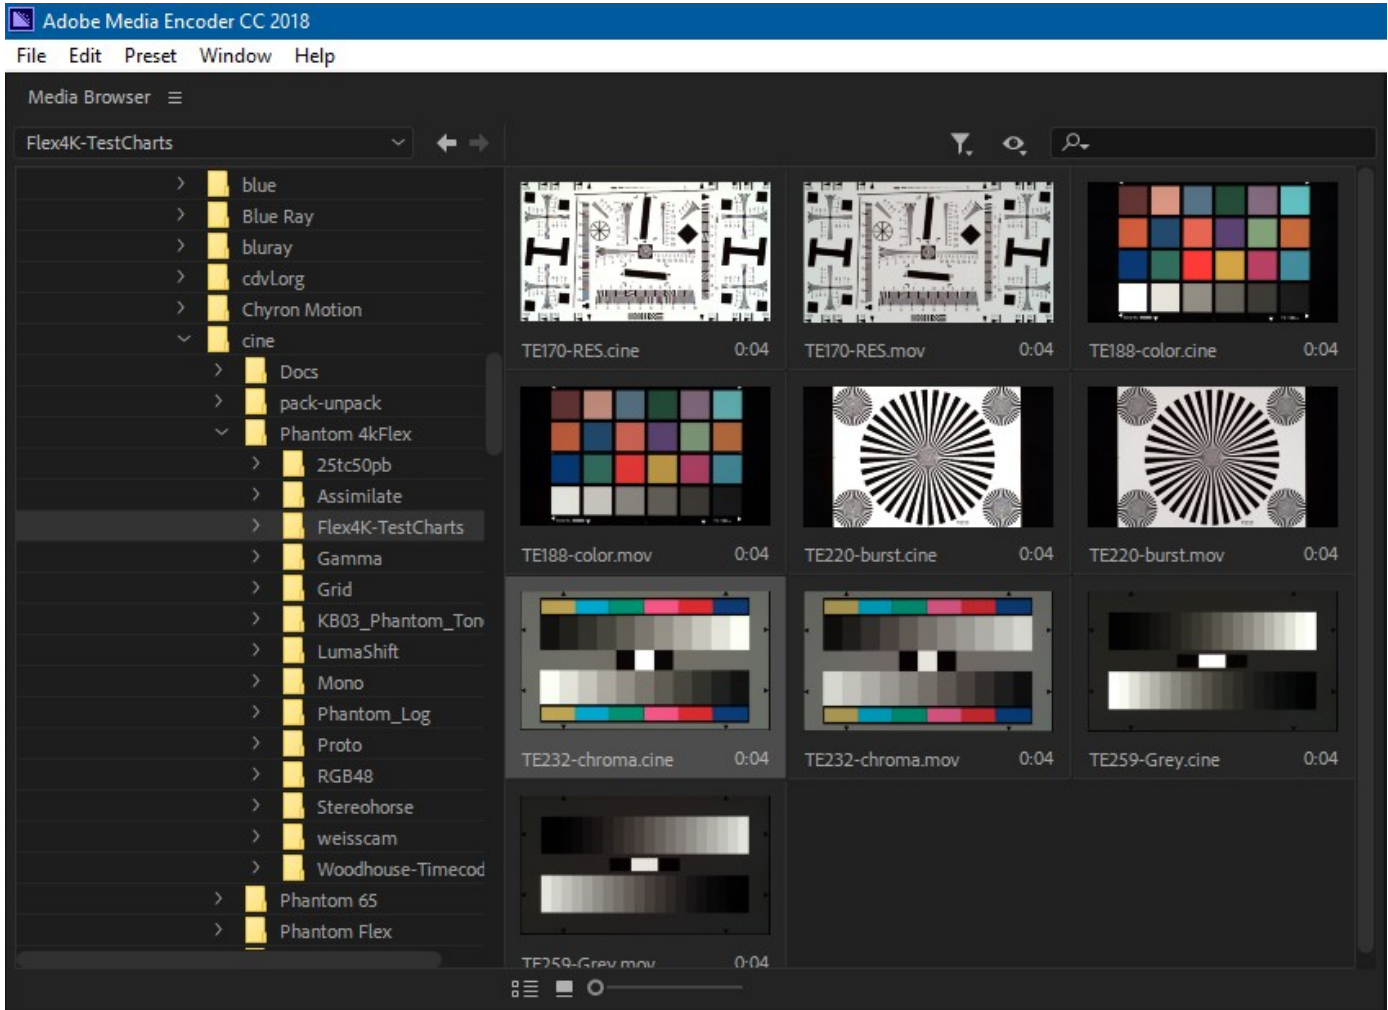 Adobe Media Encoder CC 2018
File Edit Preset Window Help
Media Browser
Flex4K-TestCharts
blue
Blue Ray
bluray
cdvl.org
Chyron Motion
cine
Docs
pack-unpack
Phantom 4kFlex
25tc50pb
Assimilate
Flex4K-TestCharts
Gamma
Grid
KB03_Phantom_Ton
LumaShift
Mono
Phantom_Log
Proto
RGB48
Stereohorse
weisscam
Woodhouse-Timecod
Phantom 65
Phantom Flex
TE170-RES.cine 0:04
TE170-RES.mov 0:04
TE188-color.cine 0:04
TE188-color.mov 0:04
TE220-burst.cine 0:04
TE220-burst.mov 0:04
TE232-chroma.cine 0:04
TE232-chroma.mov 0:04
TE259-Grey.cine 0:04
TE259-Grey.mov 0:04